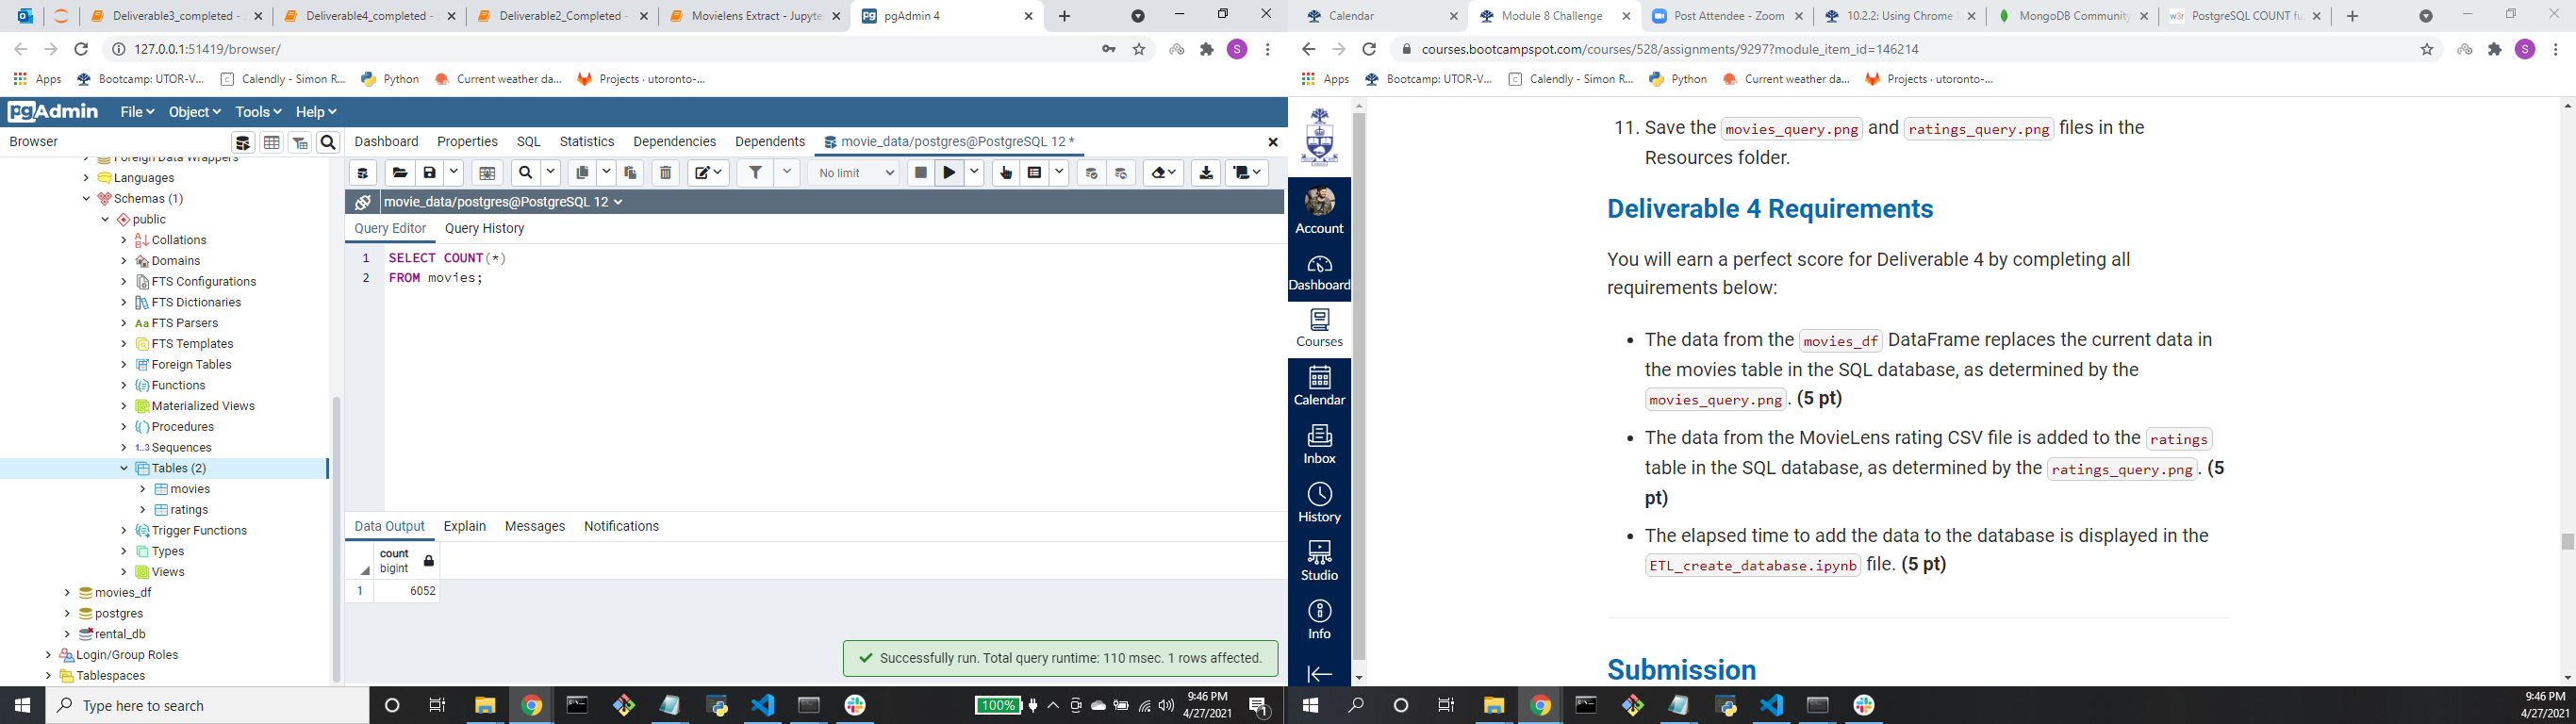 Deliverable3_completed -
Deliverable4_completed -
Deliverable2_Completed -
Movielens Extract - Jupyte
pgAdmin 4
127.0.0.1:51419/browser/
Apps
Bootcamp: UTOR-V...
Calendly - Simon R...
Python
Current weather da...
Projects · utoronto-...
pgAdmin
File
Object
Tools
Help
Browser
Dashboard
Properties
SQL
Statistics
Dependencies
Dependents
movie_data/postgres@PostgreSQL 12 *
No limit
movie_data/postgres@PostgreSQL 12
Query Editor
Query History
1 SELECT COUNT(*)
2 FROM movies;
Foreign Data Wrappers
Languages
Schemas (1)
public
Collations
Domains
FTS Configurations
FTS Dictionaries
Aa FTS Parsers
FTS Templates
Foreign Tables
Functions
Materialized Views
Procedures
1..3 Sequences
Tables (2)
movies
ratings
Trigger Functions
Types
Views
movies_df
postgres
rental_db
Login/Group Roles
Tablespaces
Data Output
Explain
Messages
Notifications
count
bigint
1 6052
Successfully run. Total query runtime: 110 msec. 1 rows affected.
Type here to search
100%
9:46 PM
4/27/2021
1
Calendar
Module 8 Challenge
Post Attendee - Zoom
10.2.2: Using Chrome
MongoDB Community
w3r PostgreSQL COUNT fu
S
courses.bootcampspot.com/courses/528/assignments/9297?module_item_id=146214
S
Apps
Bootcamp: UTOR-V...
Calendly - Simon R...
Python
Current weather da...
Projects · utoronto-...
Account
Dashboard
Courses
Calendar
Inbox
History
Studio
Info
11. Save the movies_query.png and ratings_query.png files in the
Resources folder.
Deliverable 4 Requirements
You will earn a perfect score for Deliverable 4 by completing all
requirements below:
• The data from the movies_df DataFrame replaces the current data in
the movies table in the SQL database, as determined by the
movies_query.png. (5 pt)
• The data from the MovieLens rating CSV file is added to the ratings
table in the SQL database, as determined by the ratings_query.png. (5
pt)
• The elapsed time to add the data to the database is displayed in the
ETL_create_database.ipynb file. (5 pt)
Submission
9:46 PM
4/27/2021